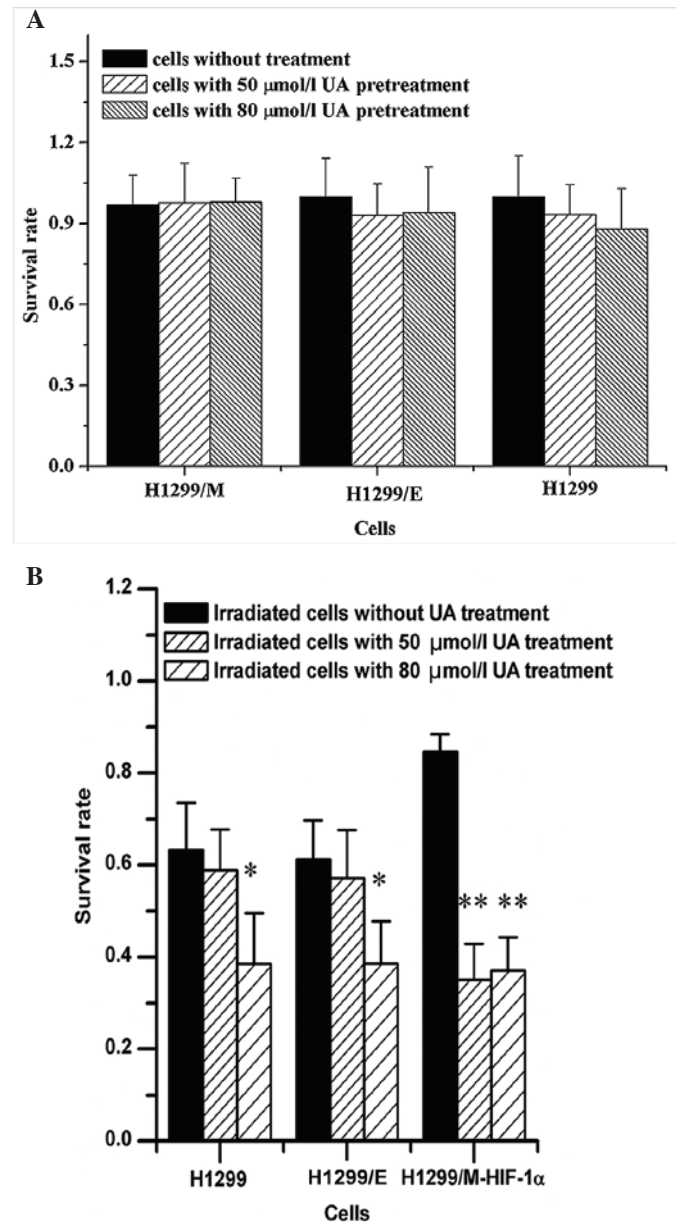 A
cells without treatment
cells with 50 μmol/l UA pretreatment
cells with 80 μmol/l UA pretreatment
1.5
1.2
0.9
0.6
0.3
0.0
Survival rate
H1299/M
H1299/E
H1299
Cells
B
Irradiated cells without UA treatment
Irradiated cells with 50 μmol/l UA treatment
Irradiated cells with 80 μmol/l UA treatment
1.2
1.0
0.8
0.6
0.4
0.2
0.0
Survival rate
*
*
** **
H1299
H1299/E
H1299/M-HIF-1α
Cells